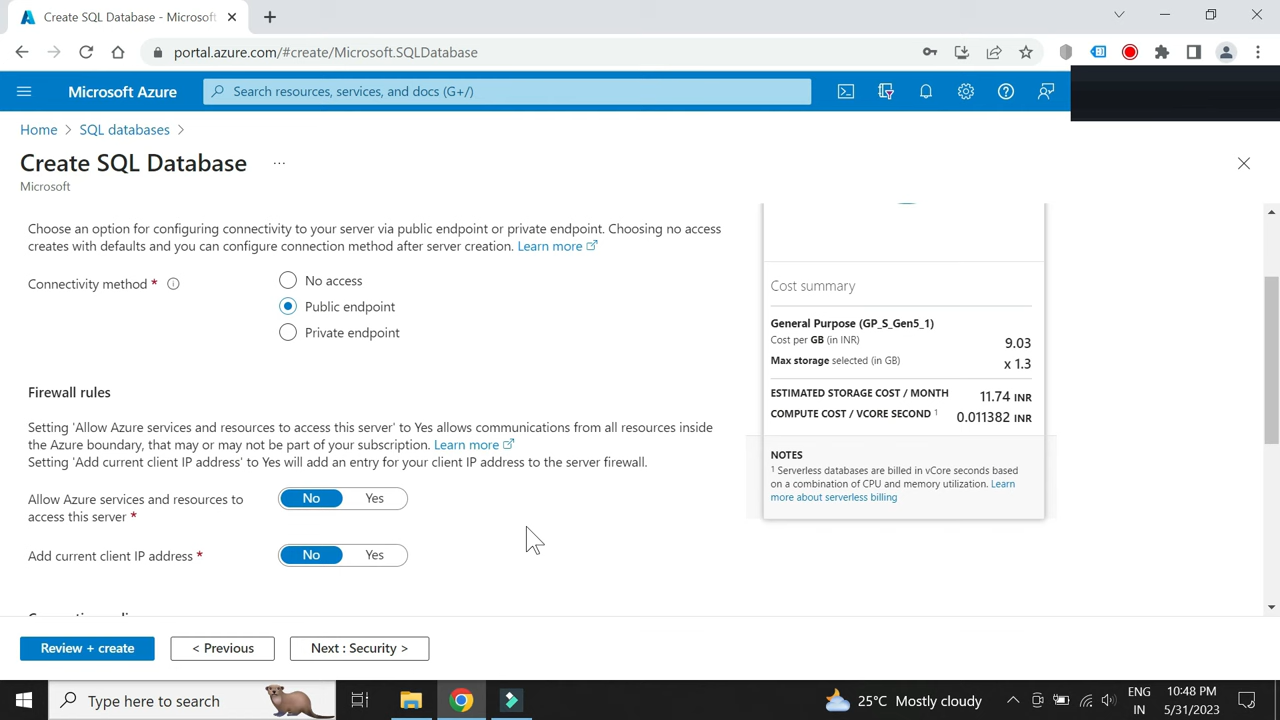 Create SQL Database - Microsoft
portal.azure.com/#create/Microsoft.SQLDatabase
Microsoft Azure
Search resources, services, and docs (G+/)
Home > SQL databases >
Create SQL Database ...
Microsoft
Choose an option for configuring connectivity to your server via public endpoint or private endpoint. Choosing no access
creates with defaults and you can configure connection method after server creation. Learn more
Connectivity method *
No access
Public endpoint
Private endpoint
Firewall rules
Setting 'Allow Azure services and resources to access this server' to Yes allows communications from all resources inside
the Azure boundary, that may or may not be part of your subscription. Learn more
Setting 'Add current client IP address' to Yes will add an entry for your client IP address to the server firewall.
Allow Azure services and resources to
access this server *
No Yes
Add current client IP address *
No Yes
Cost summary
General Purpose (GP_S_Gen5_1)
Cost per GB (in INR) 9.03
Max storage selected (in GB) x 1.3
ESTIMATED STORAGE COST / MONTH 11.74 INR
COMPUTE COST / VCORE SECOND 1 0.011382 INR
NOTES
1 Serverless databases are billed in vCore seconds based
on a combination of CPU and memory utilization. Learn
more about serverless billing
Review + create
< Previous
Next : Security >
Type here to search
25°C Mostly cloudy
ENG
IN
10:48 PM
5/31/2023